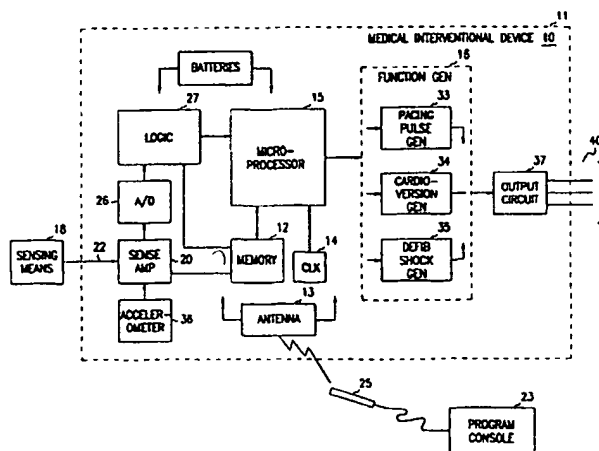 11
MEDICAL INTERVENTIONAL DEVICE 10
BATTERIES
16
FUNCTION GEN
27
LOGIC
15
MICRO-
PROCESSOR
33
PACING
PULSE
GEN
34
CARDIO-
VERSION GEN
35
DEFIB
SHOCK
GEN
37
OUTPUT
CIRCUIT
40
26
A/D
18
SENSING
MEANS
22
SENSE
AMP
20
12
MEMORY
14
CLK
ACCELER-
OMETER
36
13
ANTENNA
25
23
PROGRAM
CONSOLE